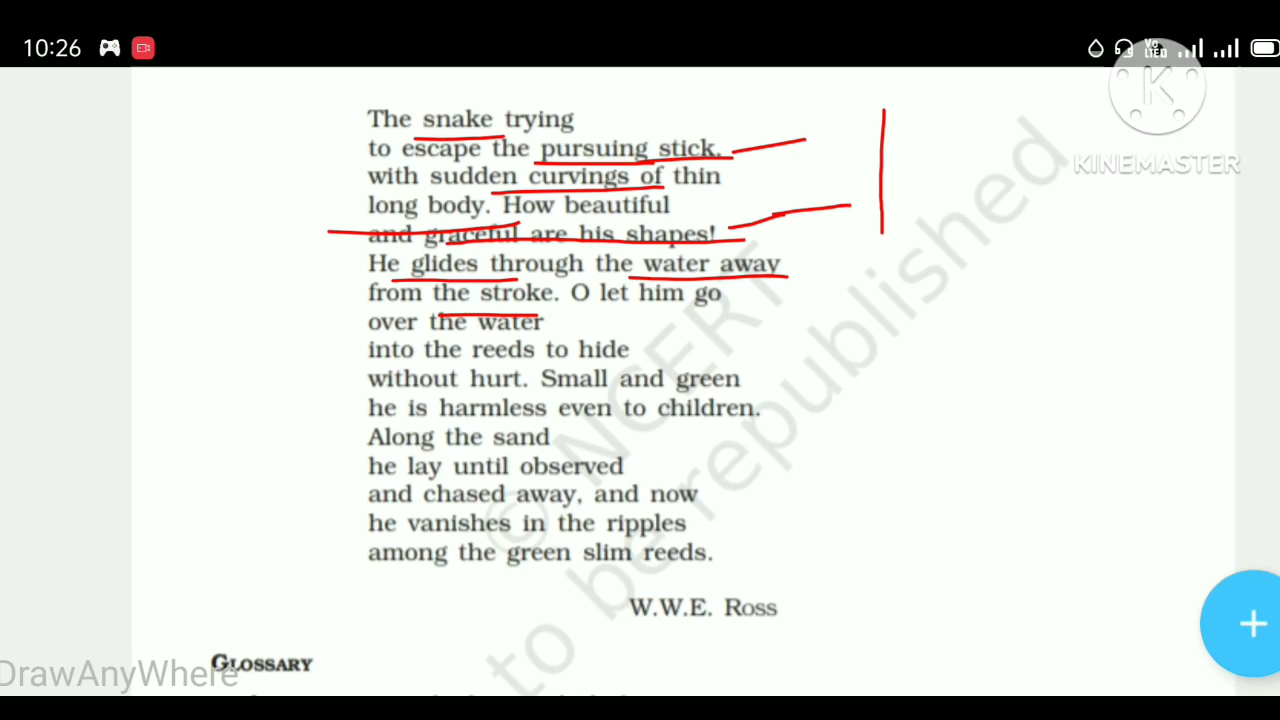 10:26
Vo
LTED
K
KINEMASTER
The snake trying
to escape the pursuing stick,
with sudden curvings of thin
long body. How beautiful
and graceful are his shapes!
He glides through the water away
from the stroke. O let him go
over the water
into the reeds to hide
without hurt. Small and green
he is harmless even to children.
Along the sand
he lay until observed
and chased away, and now
he vanishes in the ripples
among the green slim reeds.
W.W.E. ROSS
GLOSSARY
DrawAnyWhere
© NCERT
to be republished